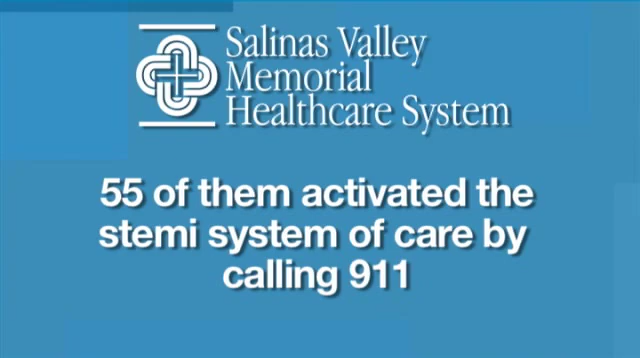 Salinas Valley
Memorial
Healthcare System
55 of them activated the
stemi system of care by
calling 911